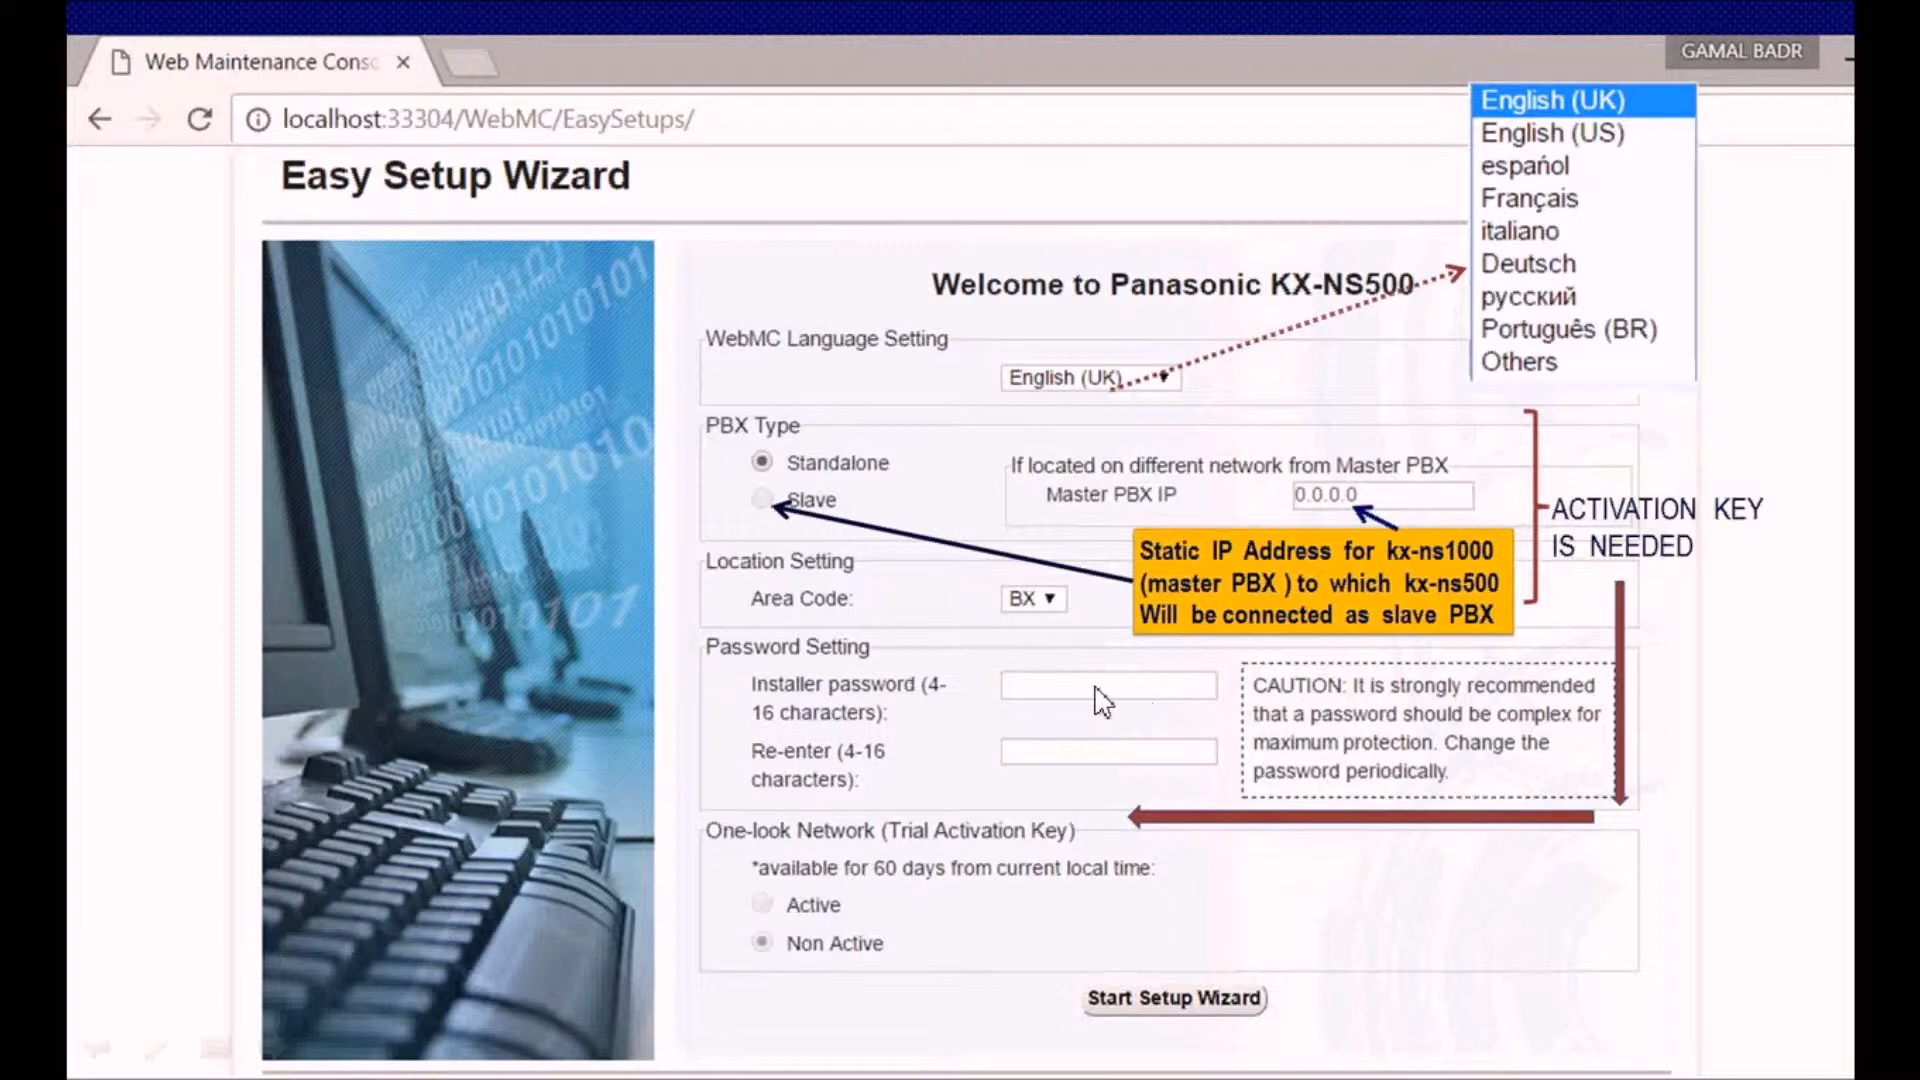 Web Maintenance Conso
GAMAL BADR
localhost:33304/WebMC/EasySetups/
English (UK)
English (US)
español
Français
italiano
Deutsch
русский
Português (BR)
Others
Easy Setup Wizard
Welcome to Panasonic KX-NS500
WebMC Language Setting
English (UK)
PBX Type
Standalone
Slave
If located on different network from Master PBX
Master PBX IP
0.0.0.0
ACTIVATION KEY
IS NEEDED
Static IP Address for kx-ns1000
(master PBX ) to which kx-ns500
Will be connected as slave PBX
Location Setting
Area Code:
BX
Password Setting
Installer password (4-
16 characters):
Re-enter (4-16
characters):
CAUTION: It is strongly recommended
that a password should be complex for
maximum protection. Change the
password periodically.
One-look Network (Trial Activation Key)
*available for 60 days from current local time:
Active
Non Active
Start Setup Wizard